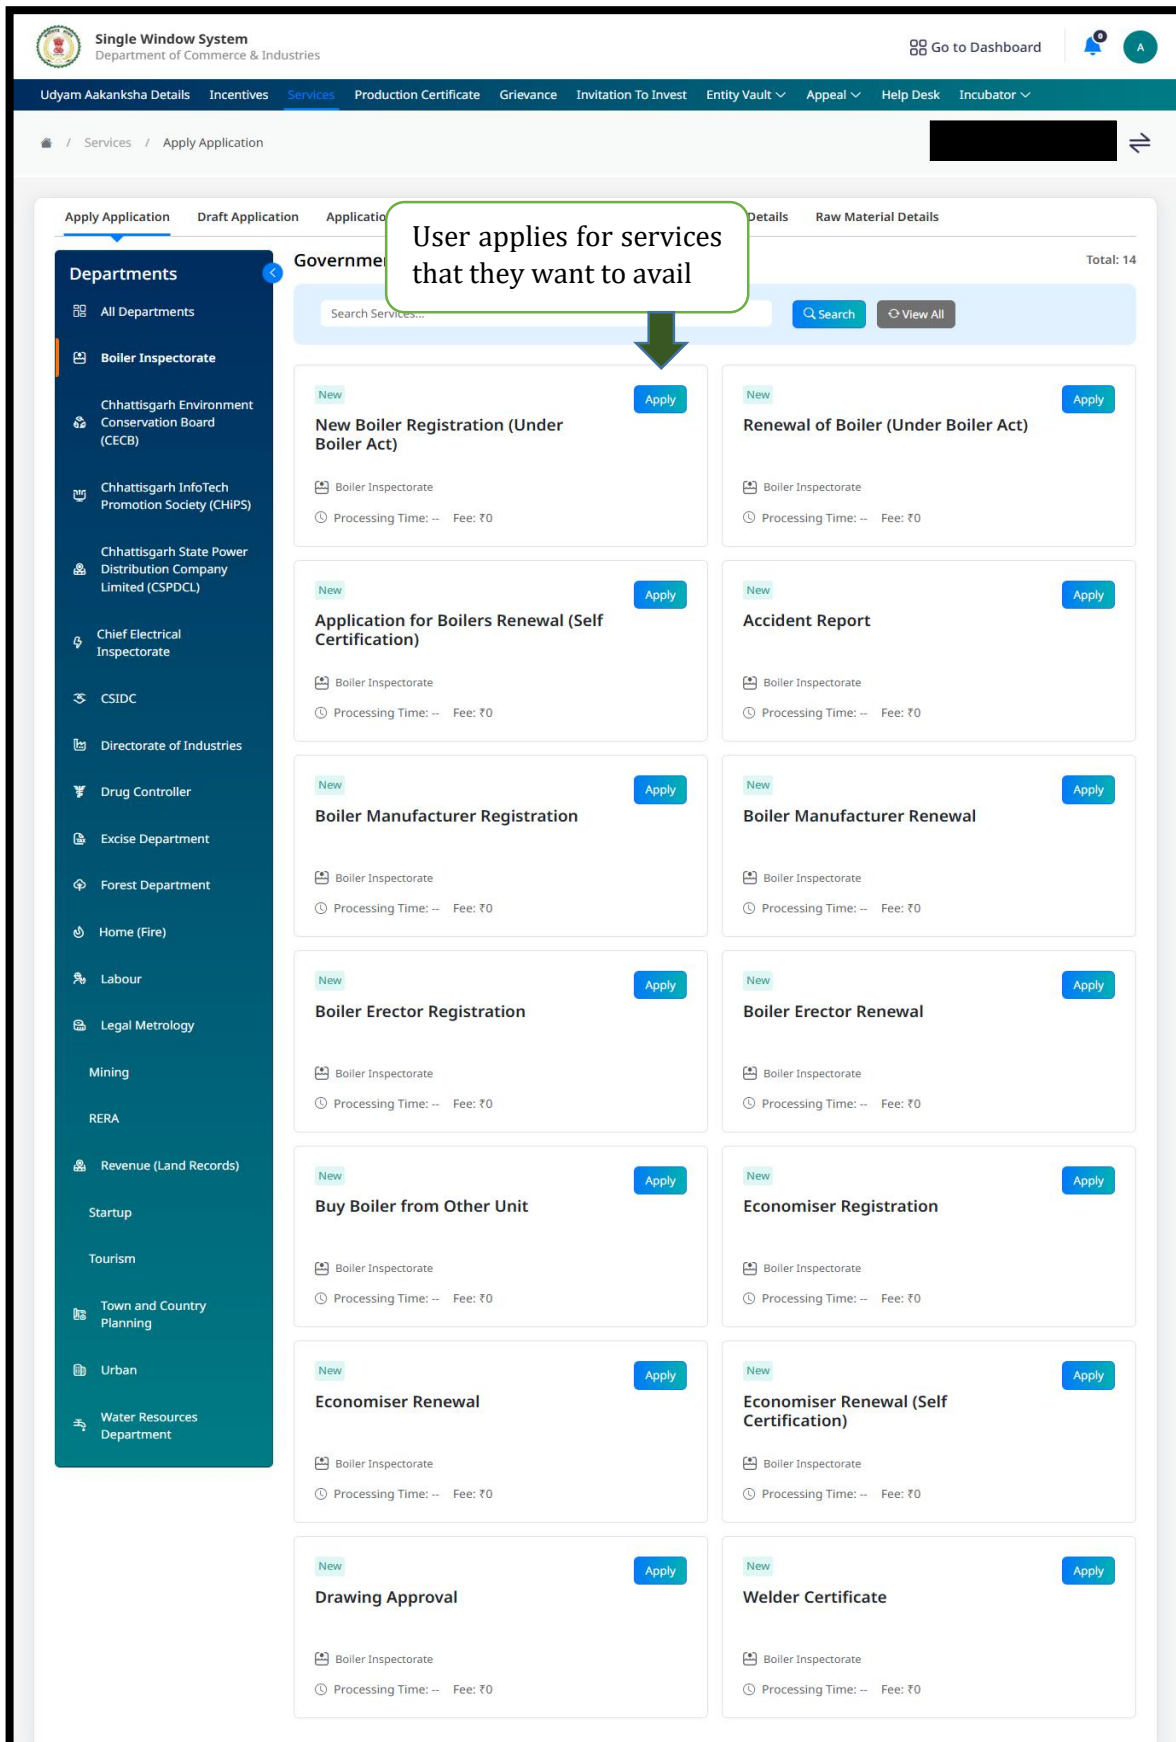 Single Window System
Department of Commerce & Industries
Go to Dashboard
0
A
Udyam Aakanksha Details Incentives Services Production Certificate Grievance Invitation To Invest Entity Vault Appeal Help Desk Incubator
/ Services / Apply Application
Apply Application Draft Application Details Raw Material Details
User applies for services
that they want to avail
Departments
All Departments
Boiler Inspectorate
Chhattisgarh Environment
Conservation Board
(CECB)
Chhattisgarh InfoTech
Promotion Society (CHiPS)
Chhattisgarh State Power
Distribution Company
Limited (CSPDCL)
Chief Electrical
Inspectorate
CSIDC
Directorate of Industries
Drug Controller
Excise Department
Forest Department
Home (Fire)
Labour
Legal Metrology
Mining
RERA
Revenue (Land Records)
Startup
Tourism
Town and Country
Planning
Urban
Water Resources
Department
Total: 14
Search Services...
Search
View All
New
Apply
New Boiler Registration (Under
Boiler Act)
Boiler Inspectorate
Processing Time: -- Fee: ₹0
New
Apply
Renewal of Boiler (Under Boiler Act)
Boiler Inspectorate
Processing Time: -- Fee: ₹0
New
Apply
Application for Boilers Renewal (Self
Certification)
Boiler Inspectorate
Processing Time: -- Fee: ₹0
New
Apply
Accident Report
Boiler Inspectorate
Processing Time: -- Fee: ₹0
New
Apply
Boiler Manufacturer Registration
Boiler Inspectorate
Processing Time: -- Fee: ₹0
New
Apply
Boiler Manufacturer Renewal
Boiler Inspectorate
Processing Time: -- Fee: ₹0
New
Apply
Boiler Erector Registration
Boiler Inspectorate
Processing Time: -- Fee: ₹0
New
Apply
Boiler Erector Renewal
Boiler Inspectorate
Processing Time: -- Fee: ₹0
New
Apply
Buy Boiler from Other Unit
Boiler Inspectorate
Processing Time: -- Fee: ₹0
New
Apply
Economiser Registration
Boiler Inspectorate
Processing Time: -- Fee: ₹0
New
Apply
Economiser Renewal
Boiler Inspectorate
Processing Time: -- Fee: ₹0
New
Apply
Economiser Renewal (Self
Certification)
Boiler Inspectorate
Processing Time: -- Fee: ₹0
New
Apply
Drawing Approval
Boiler Inspectorate
Processing Time: -- Fee: ₹0
New
Apply
Welder Certificate
Boiler Inspectorate
Processing Time: -- Fee: ₹0